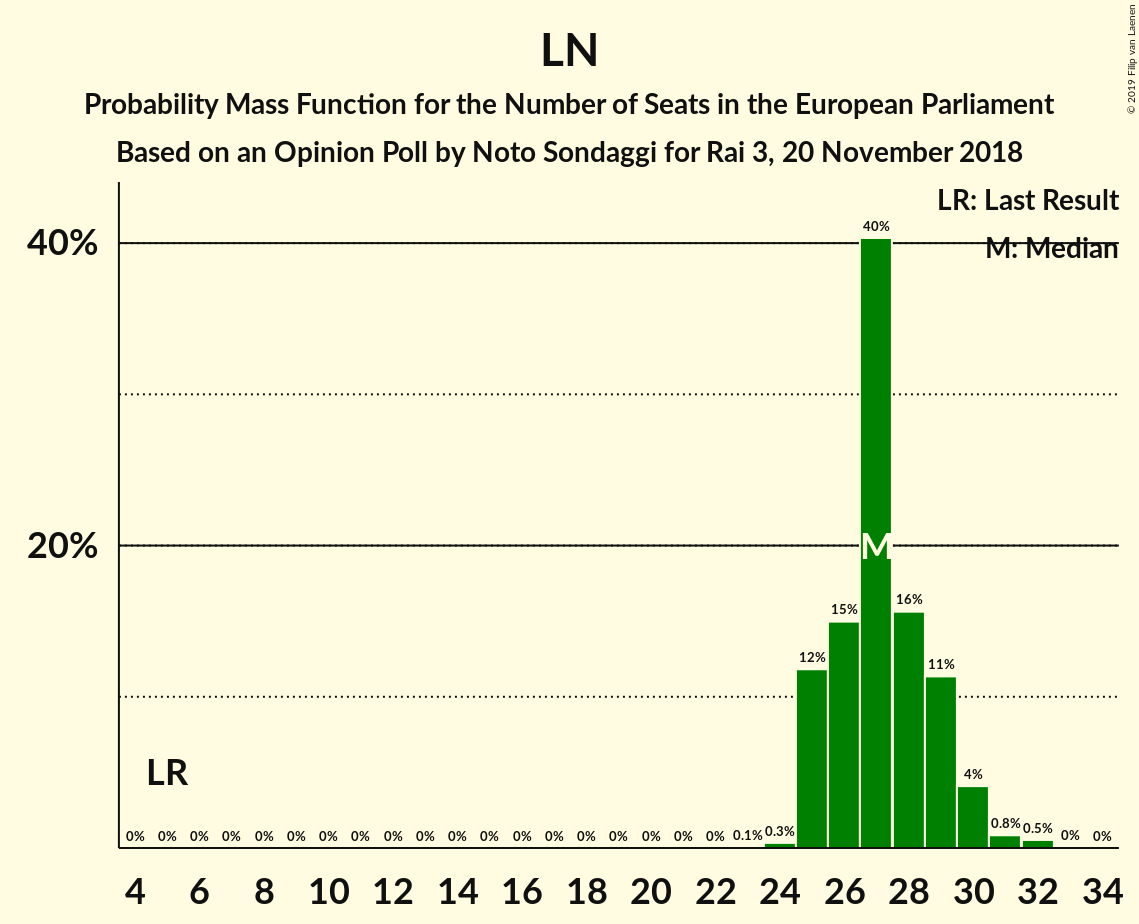 LN
Probability Mass Function for the Number of Seats in the European Parliament
Based on an Opinion Poll by Noto Sondaggi for Rai 3, 20 November 2018
© 2019 Filip van Laenen
LR: Last Result
M: Median
40%
20%
40%
M
16%
15%
12%
11%
4%
LR
0% 0% 0% 0% 0% 0% 0% 0% 0% 0% 0% 0% 0% 0% 0% 0% 0% 0% 0% 0.1% 0.3% 0.8% 0.5% 0% 0%
4 6 8 10 12 14 16 18 20 22 24 26 28 30 32 34